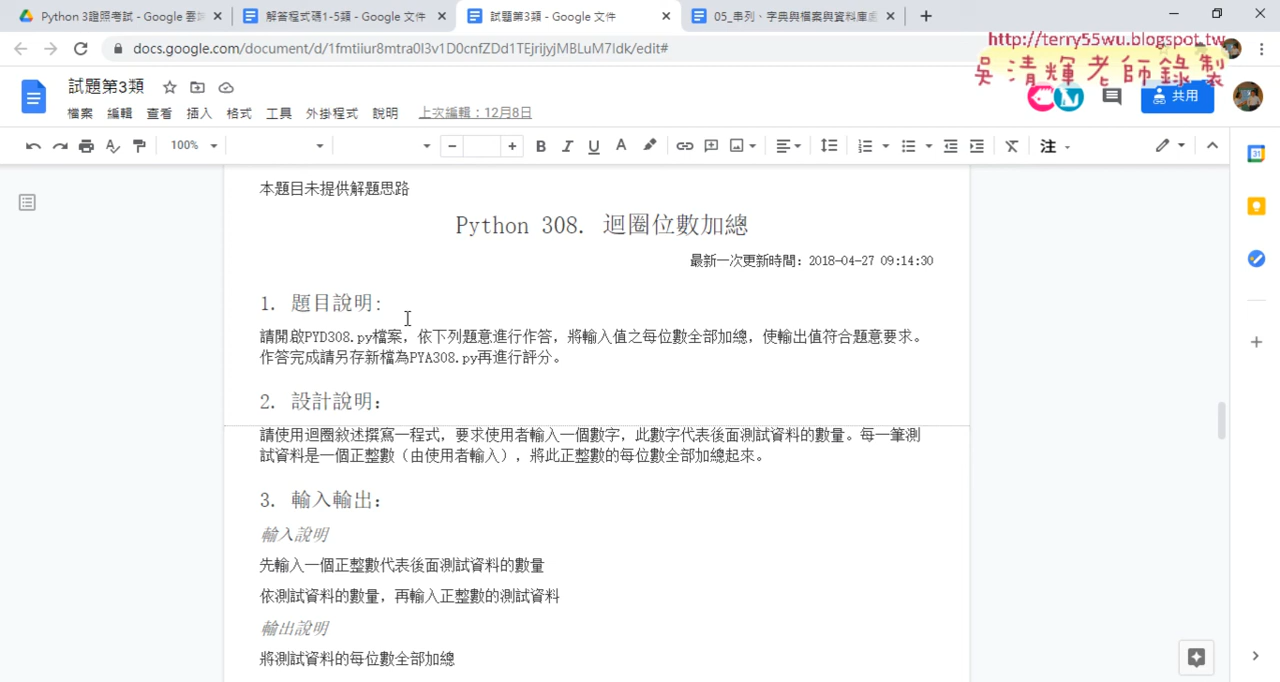 Python 3證照考試 - Google 雲端
解答程式碼1-5類 - Google 文件
試題第3類 - Google 文件
05_串列、字典與檔案與資料庫處
docs.google.com/document/d/1fmtiiur8mtra0I3v1D0cnfZDd1TEjrijyjMBLuM7Idk/edit#
http://terry55wu.blogspot.tw
吳清輝老師錄製
試題第3類
檔案 編輯 查看 插入 格式 工具 外掛程式 說明 上次編輯：12月8日
共用
100%
B I U A 注
本題目未提供解題思路
Python 308. 迴圈位數加總
最新一次更新時間：2018-04-27 09:14:30
1. 題目說明:
請開啟PYD308.py檔案，依下列題意進行作答，將輸入值之每位數全部加總，使輸出值符合題意要求。
作答完成請另存新檔為PYA308.py再進行評分。
2. 設計說明：
請使用迴圈敘述撰寫一程式，要求使用者輸入一個數字，此數字代表後面測試資料的數量。每一筆測
試資料是一個正整數（由使用者輸入），將此正整數的每位數全部加總起來。
3. 輸入輸出：
輸入說明
先輸入一個正整數代表後面測試資料的數量
依測試資料的數量，再輸入正整數的測試資料
輸出說明
將測試資料的每位數全部加總